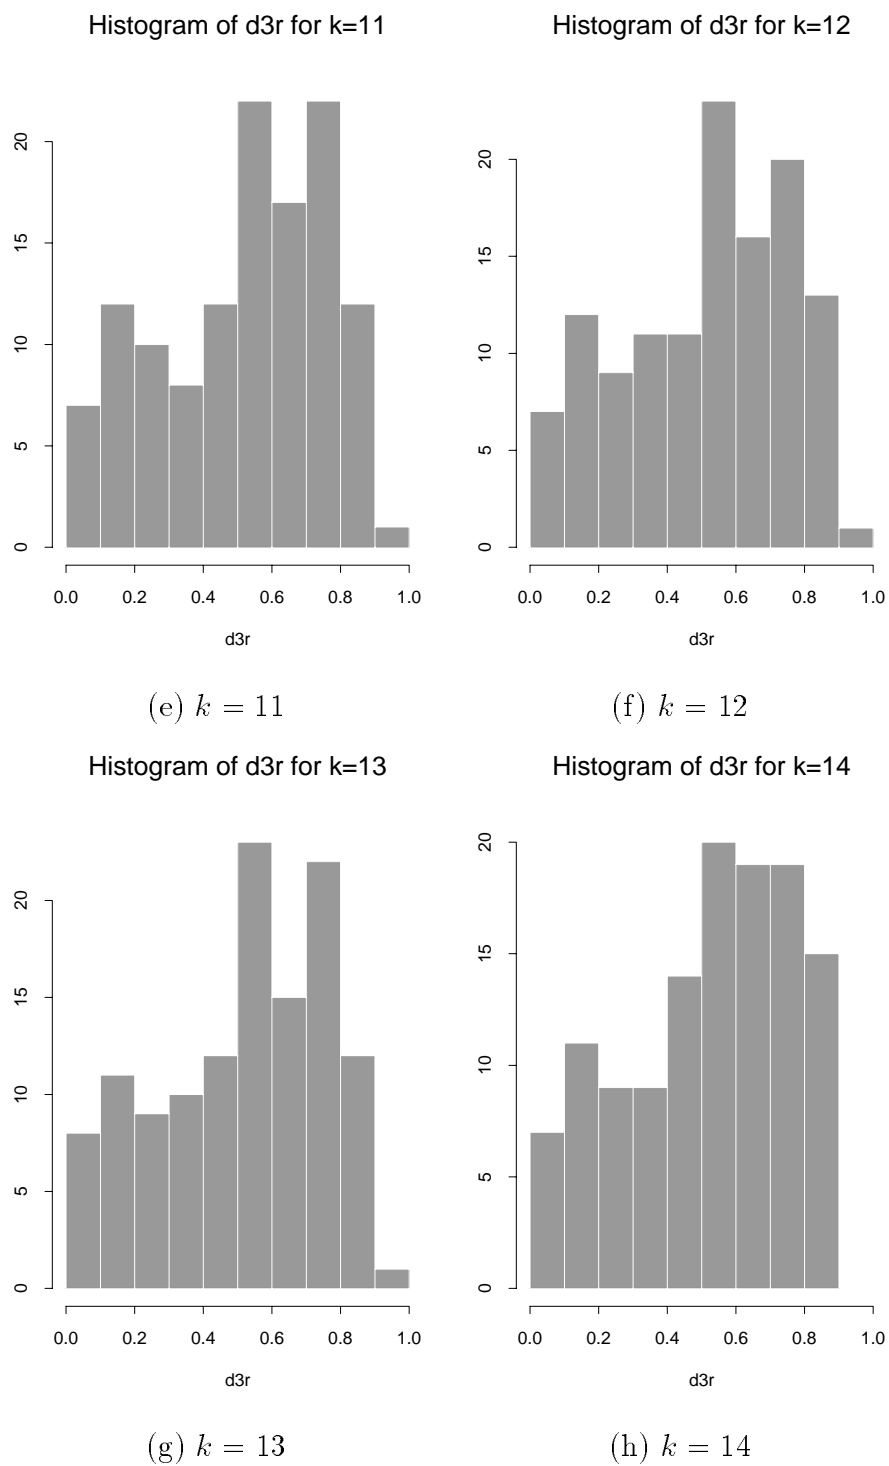 Histogram of d3r for k=11
20
15
10
5
0
0.0 0.2 0.4 0.6 0.8 1.0
d3r
(e) k = 11
Histogram of d3r for k=12
20
15
10
5
0
0.0 0.2 0.4 0.6 0.8 1.0
d3r
(f) k = 12
Histogram of d3r for k=13
20
15
10
5
0
0.0 0.2 0.4 0.6 0.8 1.0
d3r
(g) k = 13
Histogram of d3r for k=14
20
15
10
5
0
0.0 0.2 0.4 0.6 0.8 1.0
d3r
(h) k = 14